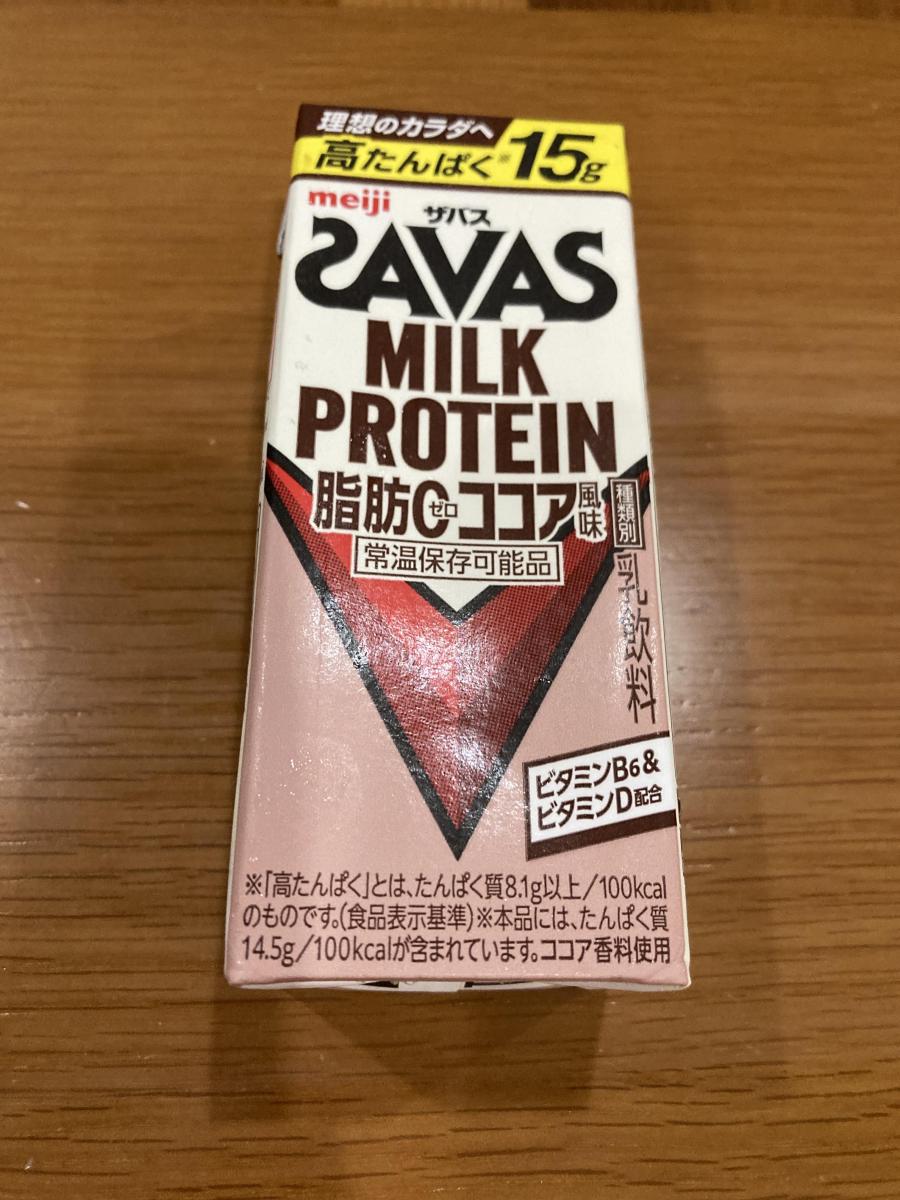 理想のカラダへ
高たんぱく※15g
meiji
ザバス
SAVAS
MILK
PROTEIN
脂肪0ゼロココア風味
常温保存可能品
種類別
乳飲料
ビタミンB6&
ビタミンD配合
※「高たんぱく」とは、たんぱく質8.1g以上/100kcal
のものです。(食品表示基準)※本品には、たんぱく質
14.5g/100kcalが含まれています。ココア香料使用